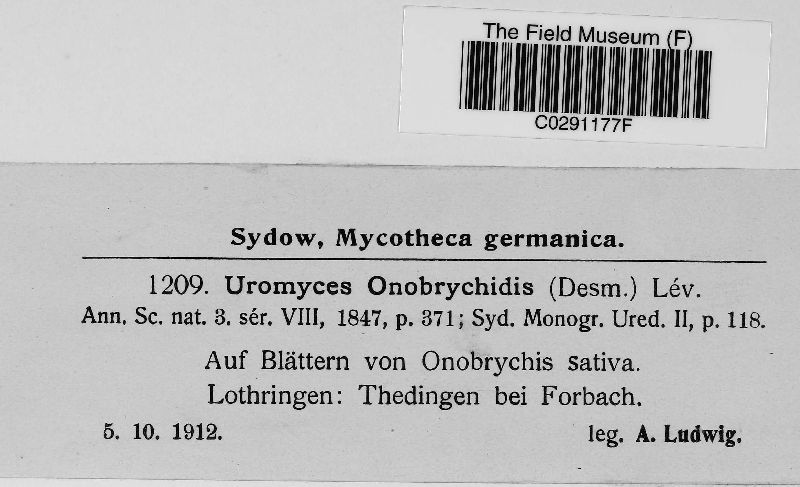 The Field Museum (F)
C0291177F
Sydow, Mycotheca germanica.
1209. Uromyces Onobrychidis (Desm.) Lév.
Ann. Sc. nat. 3. sér. VIII, 1847, p. 371; Syd. Monogr. Ured. II, p. 118.
Auf Blättern von Onobrychis sativa.
Lothringen: Thedingen bei Forbach.
5. 10. 1912. leg. A. Ludwig.